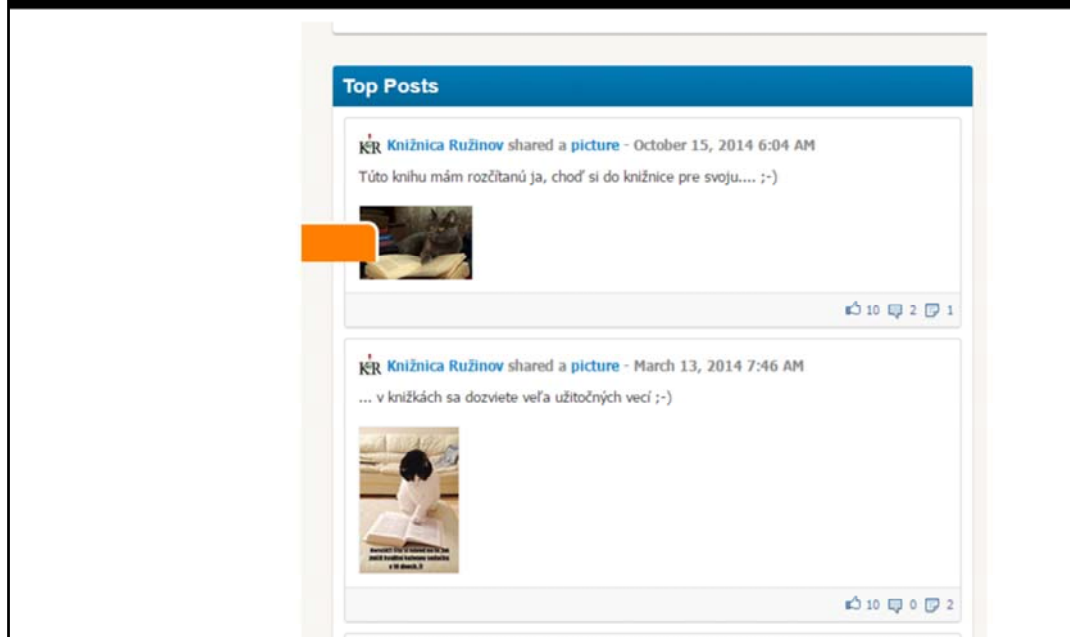 Top Posts
KR Knižnica Ružinov shared a picture - October 15, 2014 6:04 AM
Túto knihu mám rozčítanú ja, choď si do knižnice pre svoju.... ;-)
10 2 1
KR Knižnica Ružinov shared a picture - March 13, 2014 7:46 AM
... v knižkách sa dozviete veľa užitočných vecí ;-)
10 0 2